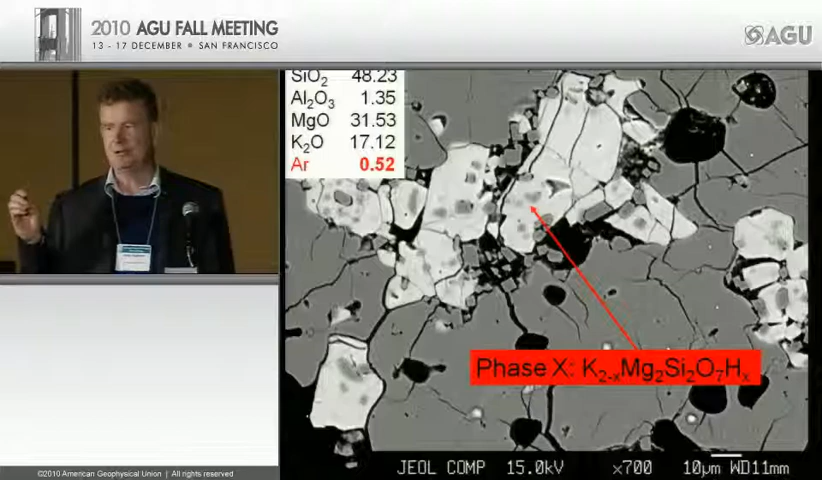 2010 AGU FALL MEETING
13 - 17 DECEMBER • SAN FRANCISCO
AGU
SiO₂ 48.23
Al₂O₃ 1.35
MgO 31.53
K₂O 17.12
Ar 0.52
Phase X: K₂₋ₓMg₂Si₂O₇Hₓ
JEOL COMP 15.0kV x700 10µm WD11mm
©2010 American Geophysical Union | All rights reserved